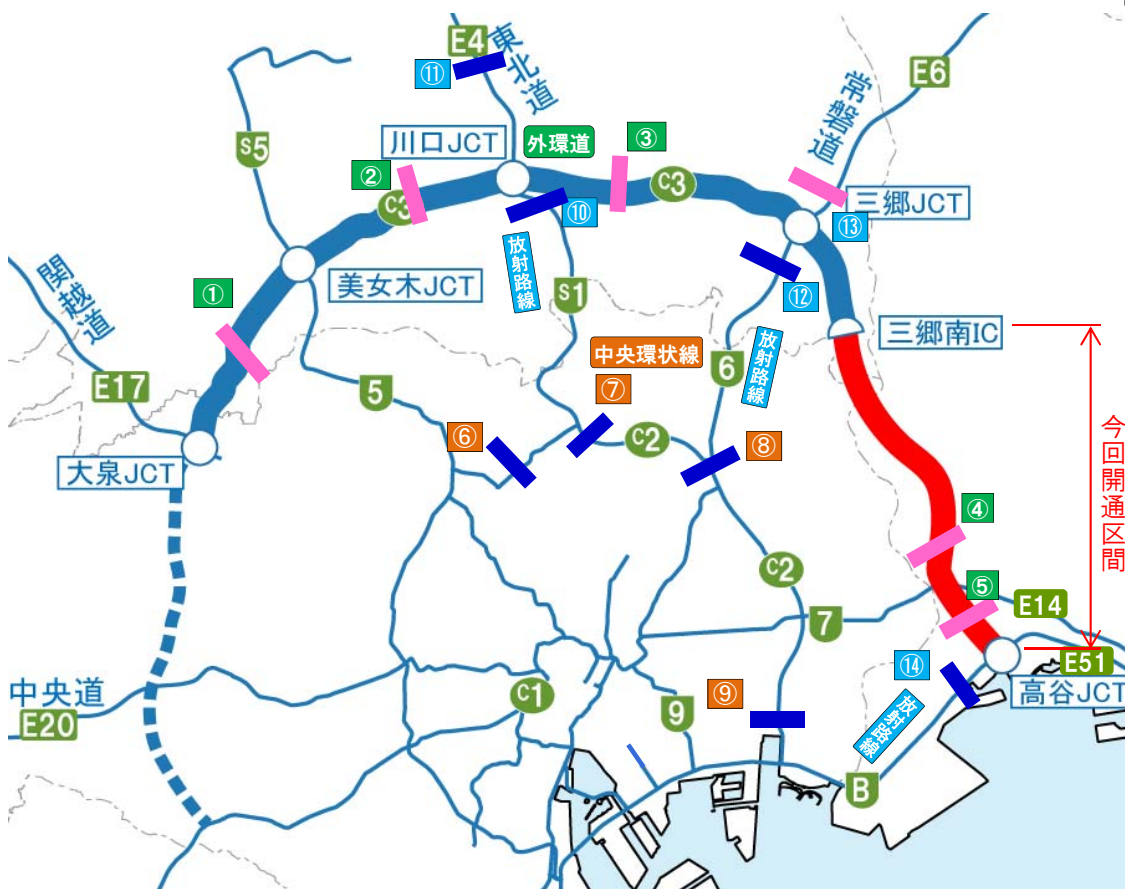 E4
東北道
⑪
E6
常磐道
S5
川口JCT
外環道
③
②
C3
C3
三郷JCT
⑬
⑩
放射路線
関越道
①
美女木JCT
S1
⑫
三郷南IC
中央環状線
放射路線
6
E17
5
⑦
⑥
C2
⑧
大泉JCT
今回開通区間
④
C2
⑤
E14
7
E51
⑭
高谷JCT
中央道
E20
C1
9
⑨
放射路線
B